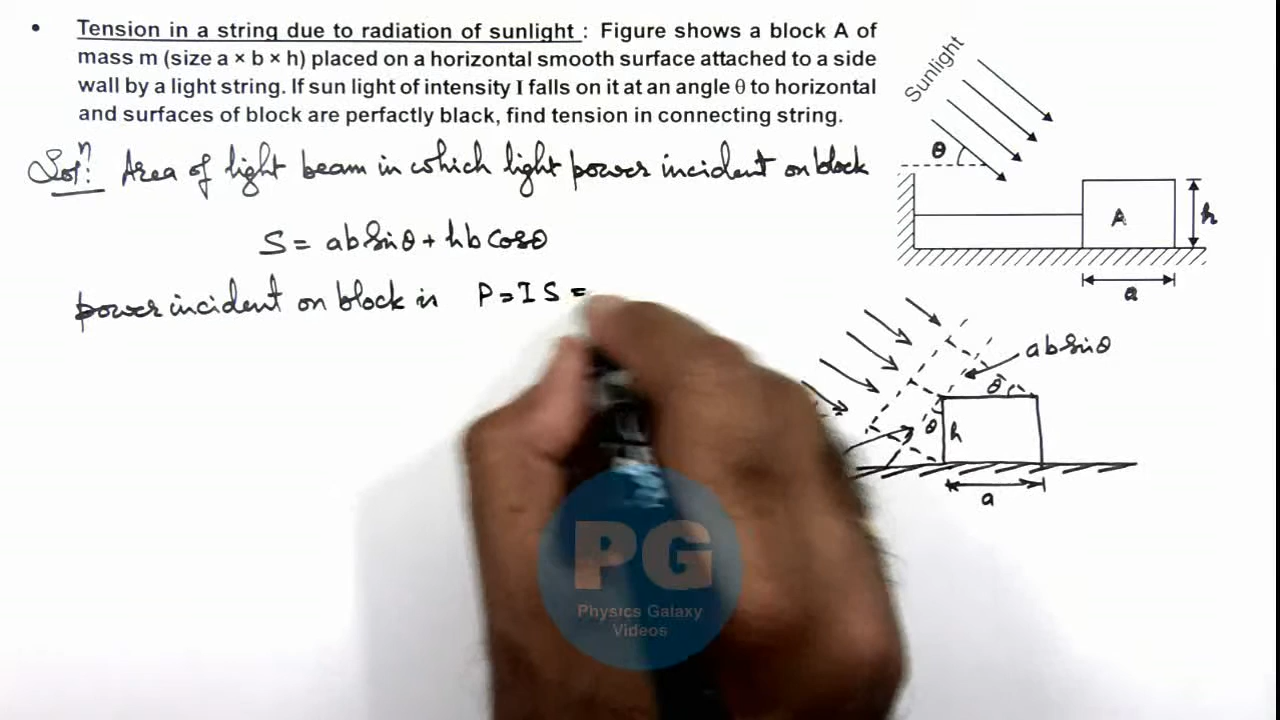 • Tension in a string due to radiation of sunlight : Figure shows a block A of
mass m (size a × b × h) placed on a horizontal smooth surface attached to a side
wall by a light string. If sun light of intensity I falls on it at an angle θ to horizontal
and surfaces of block are perfactly black, find tension in connecting string.
Solⁿ: Area of light beam in which light power incident on block
S = ab Sinθ + hb Cosθ
power incident on block is P = I S =
Sunlight
θ
A
h
a
ab Sinθ
θ
θ
h
a
PG
Physics Galaxy
Videos